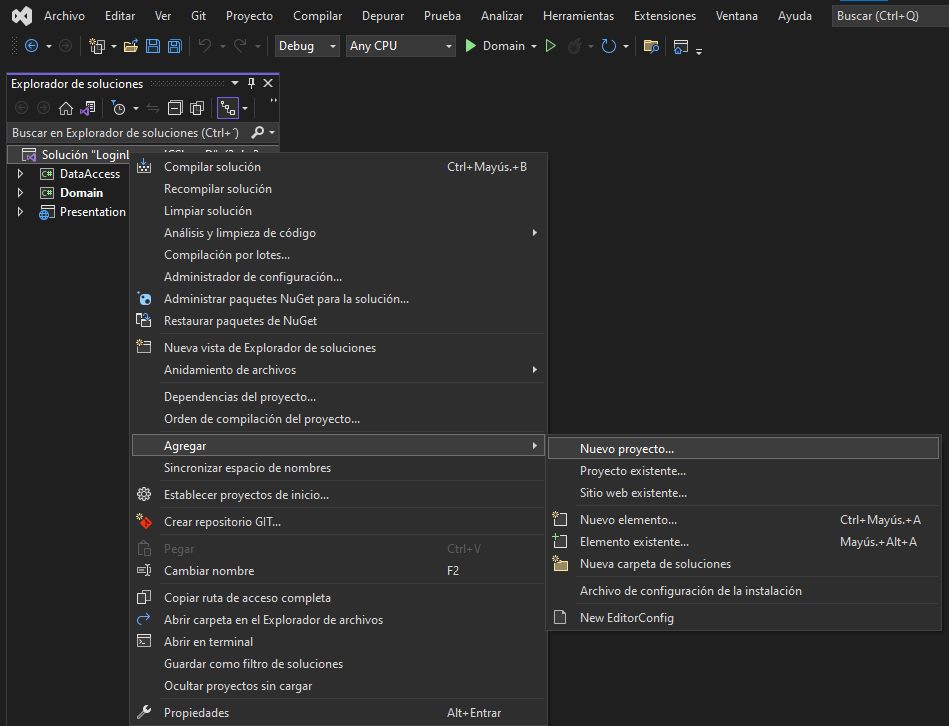 Archivo Editar Ver Git Proyecto Compilar Depurar Prueba Analizar Herramientas Extensiones Ventana Ayuda Buscar (Ctrl+Q)
Debug Any CPU Domain
Explorador de soluciones
Buscar en Explorador de soluciones (Ctrl+´)
Solución "LoginL
DataAccess
Domain
Presentation
Compilar solución Ctrl+Mayús.+B
Recompilar solución
Limpiar solución
Análisis y limpieza de código
Compilación por lotes...
Administrador de configuración...
Administrar paquetes NuGet para la solución...
Restaurar paquetes de NuGet
Nueva vista de Explorador de soluciones
Anidamiento de archivos
Dependencias del proyecto...
Orden de compilación del proyecto...
Agregar
Sincronizar espacio de nombres
Establecer proyectos de inicio...
Crear repositorio GIT...
Pegar Ctrl+V
Cambiar nombre F2
Copiar ruta de acceso completa
Abrir carpeta en el Explorador de archivos
Abrir en terminal
Guardar como filtro de soluciones
Ocultar proyectos sin cargar
Propiedades Alt+Entrar
Nuevo proyecto...
Proyecto existente...
Sitio web existente...
Nuevo elemento... Ctrl+Mayús.+A
Elemento existente... Mayús.+Alt+A
Nueva carpeta de soluciones
Archivo de configuración de la instalación
New EditorConfig